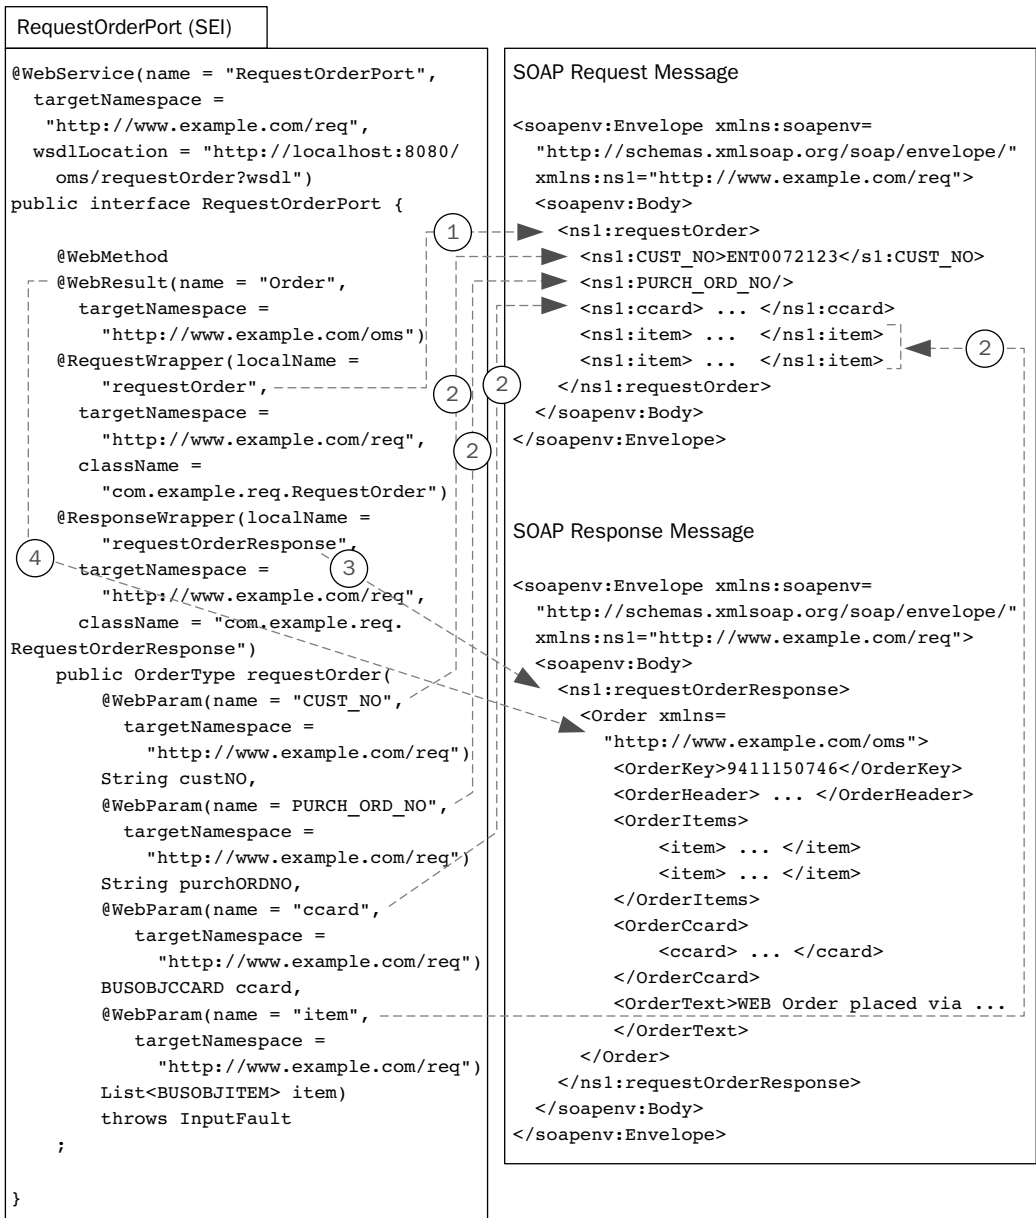 RequestOrderPort (SEI)
@WebService(name = "RequestOrderPort",
targetNamespace =
"http://www.example.com/req",
wsdlLocation = "http://localhost:8080/
oms/requestOrder?wsdl")
public interface RequestOrderPort {
@WebMethod
@WebResult(name = "Order",
targetNamespace =
"http://www.example.com/oms")
@RequestWrapper(localName =
"requestOrder",
targetNamespace =
"http://www.example.com/req",
className =
"com.example.req.RequestOrder")
@ResponseWrapper(localName =
"requestOrderResponse",
targetNamespace =
"http://www.example.com/req",
className = "com.example.req.
RequestOrderResponse")
public OrderType requestOrder(
@WebParam(name = "CUST_NO",
targetNamespace =
"http://www.example.com/req")
String custNO,
@WebParam(name = PURCH_ORD_NO",
targetNamespace =
"http://www.example.com/req")
String purchORDNO,
@WebParam(name = "ccard",
targetNamespace =
"http://www.example.com/req")
BUSOBJCCARD ccard,
@WebParam(name = "item",
targetNamespace =
"http://www.example.com/req")
List<BUSOBJITEM> item)
throws InputFault
;
}
1
2
2
2
2
3
4
SOAP Request Message
<soapenv:Envelope xmlns:soapenv=
"http://schemas.xmlsoap.org/soap/envelope/"
xmlns:ns1="http://www.example.com/req">
<soapenv:Body>
<ns1:requestOrder>
<ns1:CUST_NO>ENT0072123</s1:CUST_NO>
<ns1:PURCH_ORD_NO/>
<ns1:ccard> ... </ns1:ccard>
<ns1:item> ... </ns1:item>
<ns1:item> ... </ns1:item>
</ns1:requestOrder>
</soapenv:Body>
</soapenv:Envelope>
SOAP Response Message
<soapenv:Envelope xmlns:soapenv=
"http://schemas.xmlsoap.org/soap/envelope/"
xmlns:ns1="http://www.example.com/req">
<soapenv:Body>
<ns1:requestOrderResponse>
<Order xmlns=
"http://www.example.com/oms">
<OrderKey>9411150746</OrderKey>
<OrderHeader> ... </OrderHeader>
<OrderItems>
<item> ... </item>
<item> ... </item>
</OrderItems>
<OrderCcard>
<ccard> ... </ccard>
</OrderCcard>
<OrderText>WEB Order placed via ...
</OrderText>
</Order>
</ns1:requestOrderResponse>
</soapenv:Body>
</soapenv:Envelope>